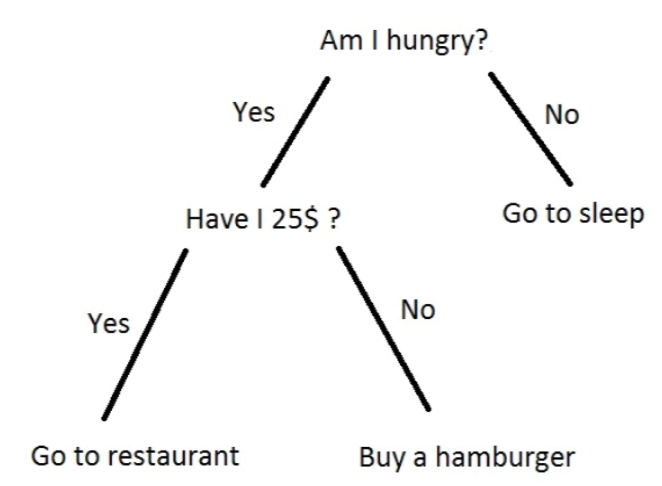 Am I hungry?
Yes
No
Have I 25$ ?
Go to sleep
Yes
No
Go to restaurant
Buy a hamburger